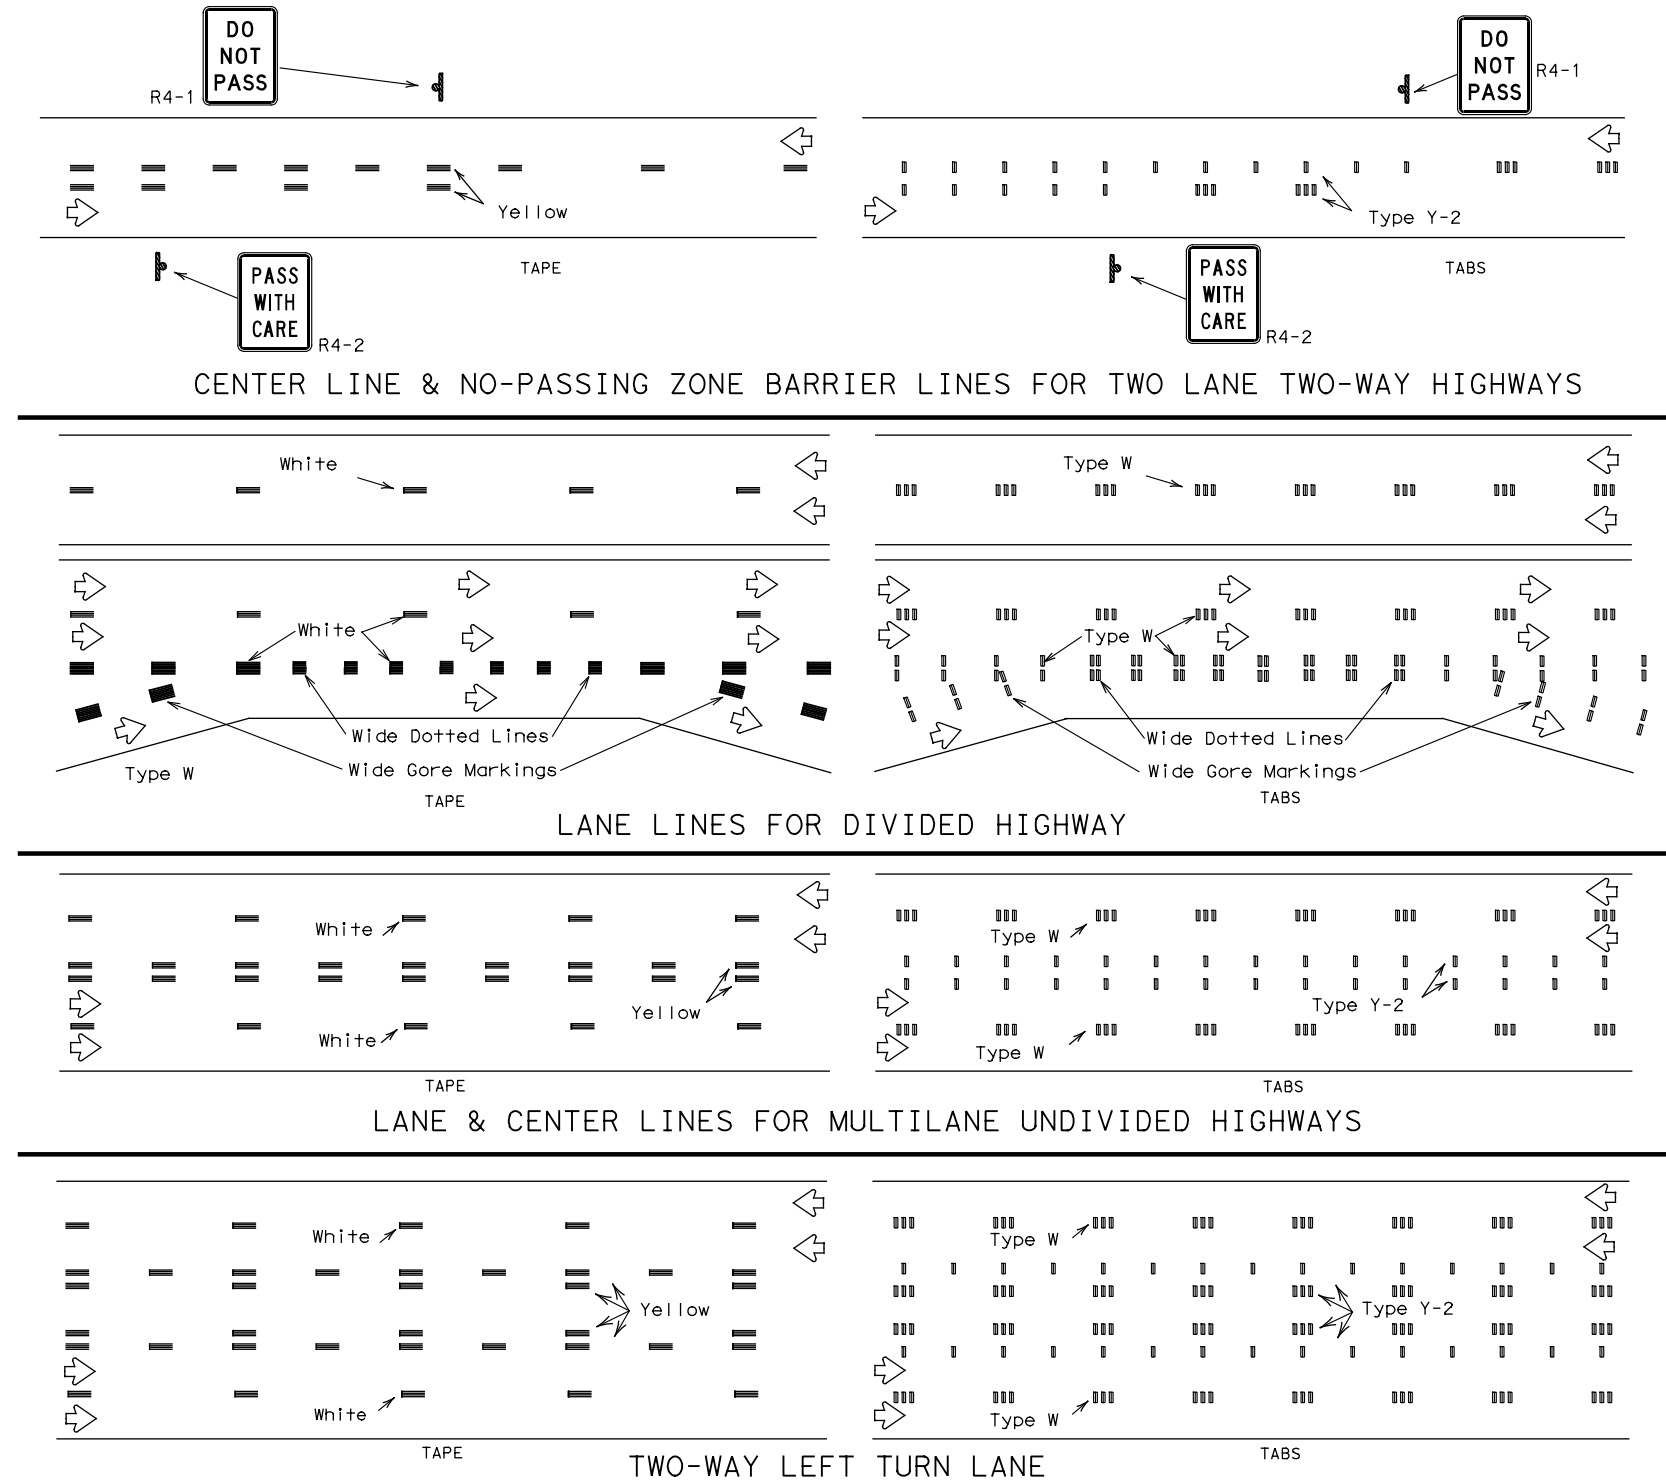 DO
NOT
PASS
R4-1
DO
NOT
PASS
R4-1
Yellow
Type Y-2
PASS
WITH
CARE
R4-2
TAPE
PASS
WITH
CARE
R4-2
TABS
CENTER LINE & NO-PASSING ZONE BARRIER LINES FOR TWO LANE TWO-WAY HIGHWAYS
White
Type W
White
Type W
Wide Dotted Lines
Wide Gore Markings
Type W
TAPE
Wide Dotted Lines
Wide Gore Markings
TABS
LANE LINES FOR DIVIDED HIGHWAY
White
Type W
Yellow
Type Y-2
White
Type W
TAPE
TABS
LANE & CENTER LINES FOR MULTILANE UNDIVIDED HIGHWAYS
White
Type W
Yellow
Type Y-2
White
Type W
TAPE
TABS
TWO-WAY LEFT TURN LANE